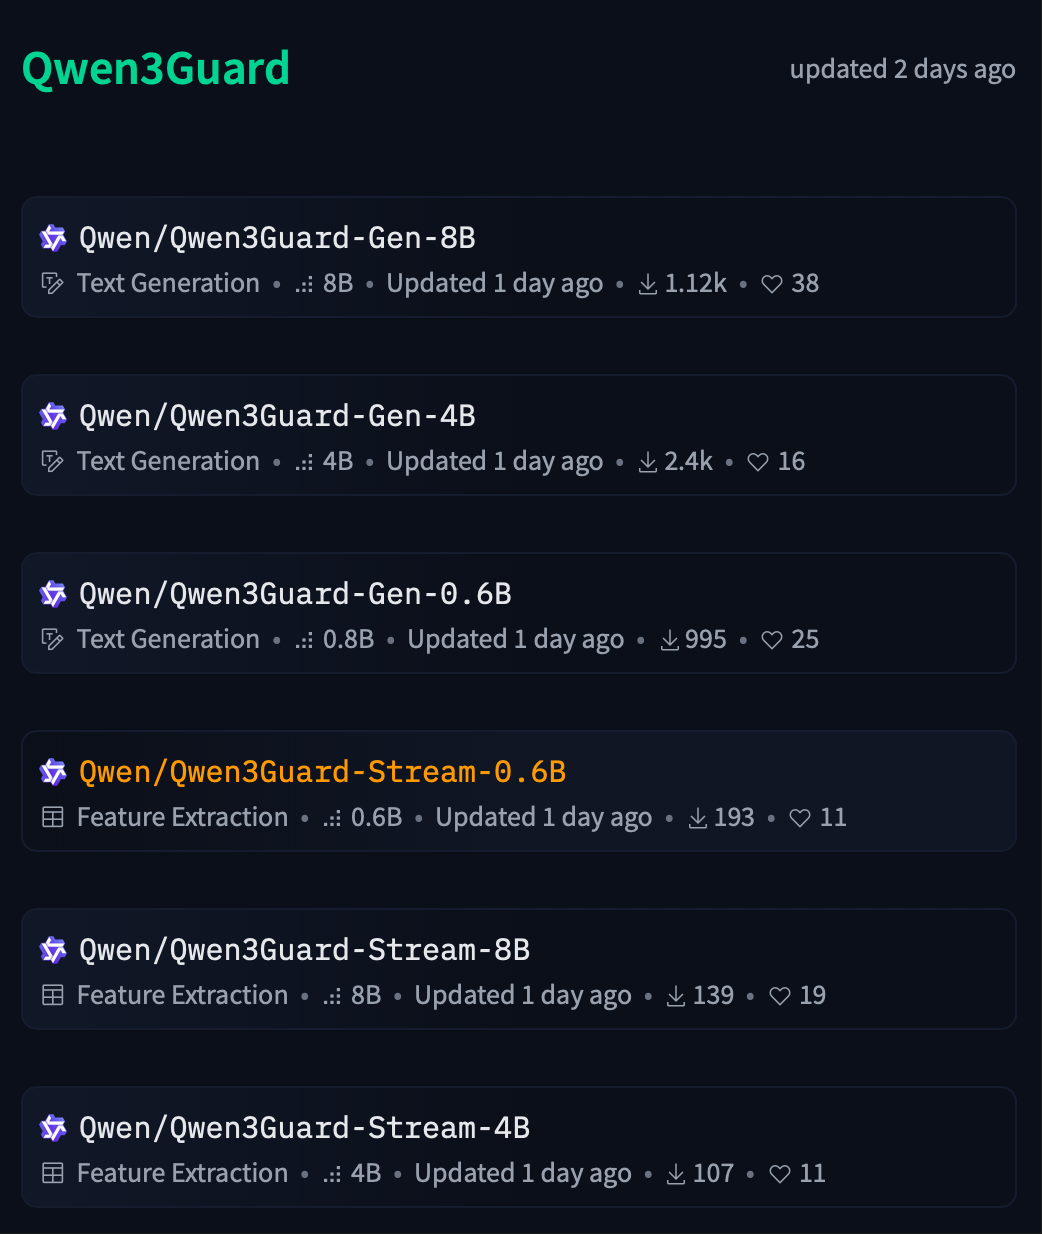 Qwen3Guard
updated 2 days ago
Qwen/Qwen3Guard-Gen-8B
Text Generation • 8B • Updated 1 day ago • 1.12k • 38
Qwen/Qwen3Guard-Gen-4B
Text Generation • 4B • Updated 1 day ago • 2.4k • 16
Qwen/Qwen3Guard-Gen-0.6B
Text Generation • 0.8B • Updated 1 day ago • 995 • 25
Qwen/Qwen3Guard-Stream-0.6B
Feature Extraction • 0.6B • Updated 1 day ago • 193 • 11
Qwen/Qwen3Guard-Stream-8B
Feature Extraction • 8B • Updated 1 day ago • 139 • 19
Qwen/Qwen3Guard-Stream-4B
Feature Extraction • 4B • Updated 1 day ago • 107 • 11